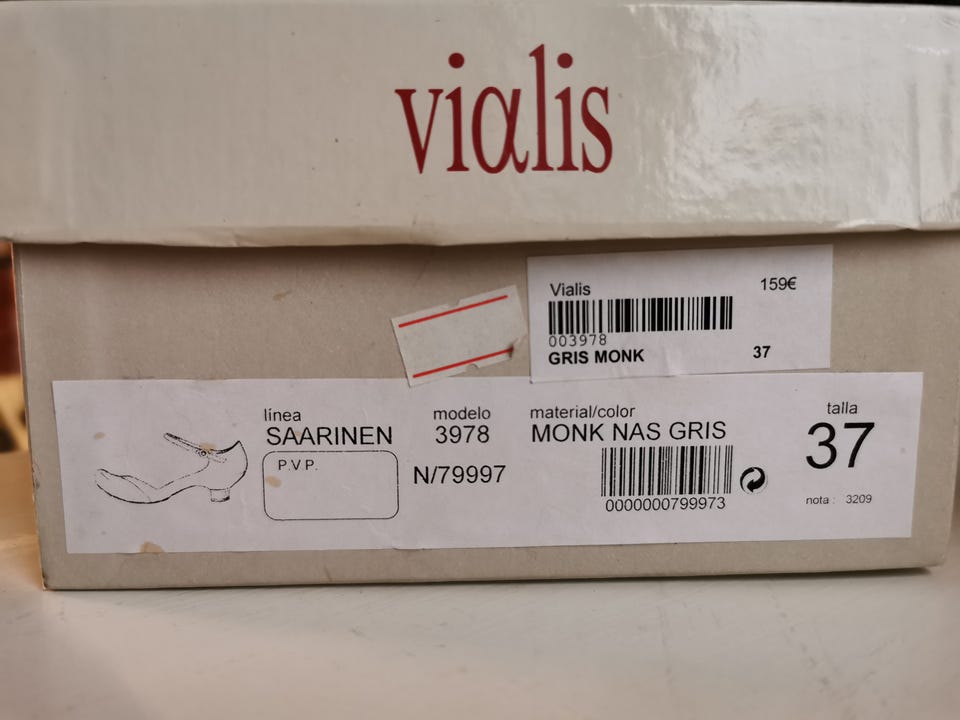 vialis
Vialis 159€
003978
GRIS MONK 37
línea modelo material/color talla
SAARINEN 3978 MONK NAS GRIS 37
P.V.P. N/79997
0000000799973 nota : 3209